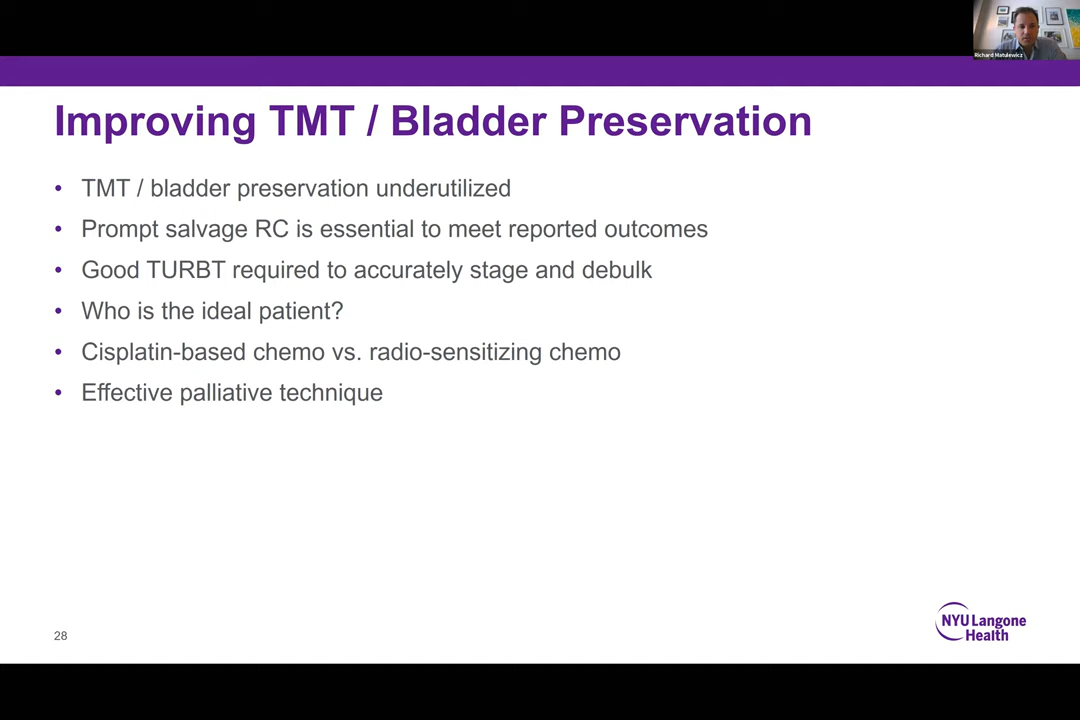 Richard Matulewicz
Improving TMT / Bladder Preservation
• TMT / bladder preservation underutilized
• Prompt salvage RC is essential to meet reported outcomes
• Good TURBT required to accurately stage and debulk
• Who is the ideal patient?
• Cisplatin-based chemo vs. radio-sensitizing chemo
• Effective palliative technique
28
NYU Langone
Health